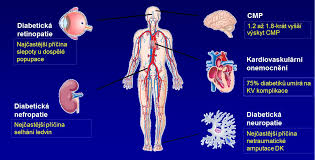 Diabetická
retinopatie
Nejčastější příčina
slepoty u dospělé
popupace
Diabetická
nefropatie
Nejčastější příčina
selhání ledvin
CMP
1.2 až 1.8-krát vyšší
výskyt CMP
Kardiovaskulární
onemocnění
75% diabetiků umírá na
KV komplikace
Diabetická
neuropatie
Nejčastější příčina
netraumatické
amputace DK